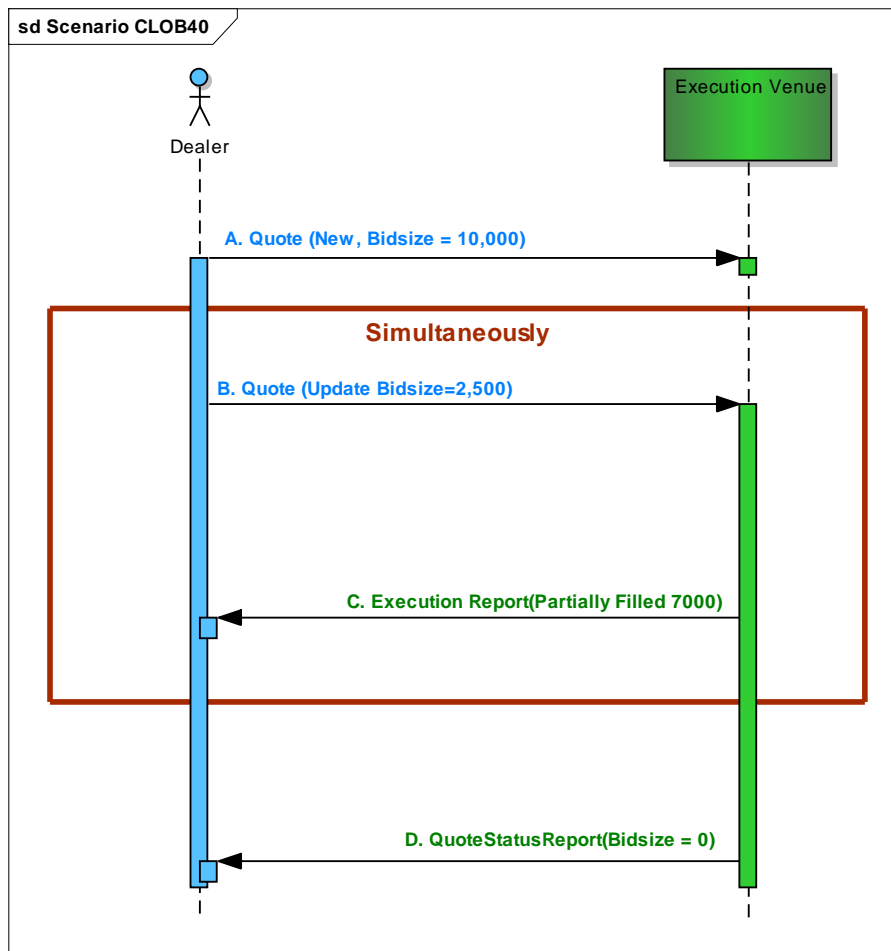 sd Scenario CLOB40
Execution Venue
Dealer
A. Quote (New, Bidsize = 10,000)
Simultaneously
B. Quote (Update Bidsize=2,500)
C. Execution Report(Partially Filled 7000)
D. QuoteStatusReport(Bidsize = 0)